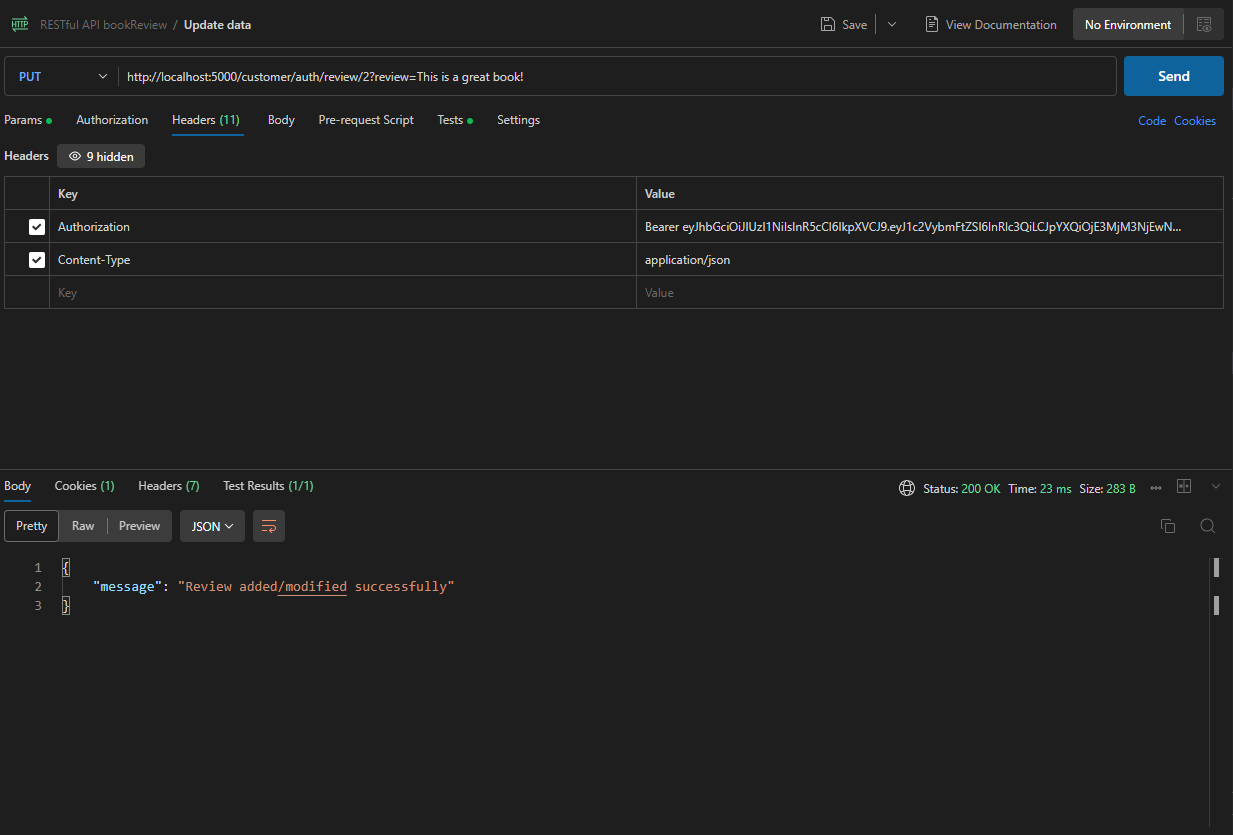 HTTP RESTful API bookReview / Update data Save View Documentation No Environment
PUT http://localhost:5000/customer/auth/review/2?review=This is a great book! Send
Params Authorization Headers (11) Body Pre-request Script Tests Settings Code Cookies
Headers 9 hidden
Key Value
Authorization Bearer eyJhbGciOiJIUzI1NiIsInR5cCI6IkpXVCJ9.eyJ1c2VybmFtZSI6InRlc3QiLCJpYXQiOjE3MjM3NjEwN...
Content-Type application/json
Key Value
Body Cookies (1) Headers (7) Test Results (1/1) Status: 200 OK Time: 23 ms Size: 283 B
Pretty Raw Preview JSON
1 {
2 "message": "Review added/modified successfully"
3 }